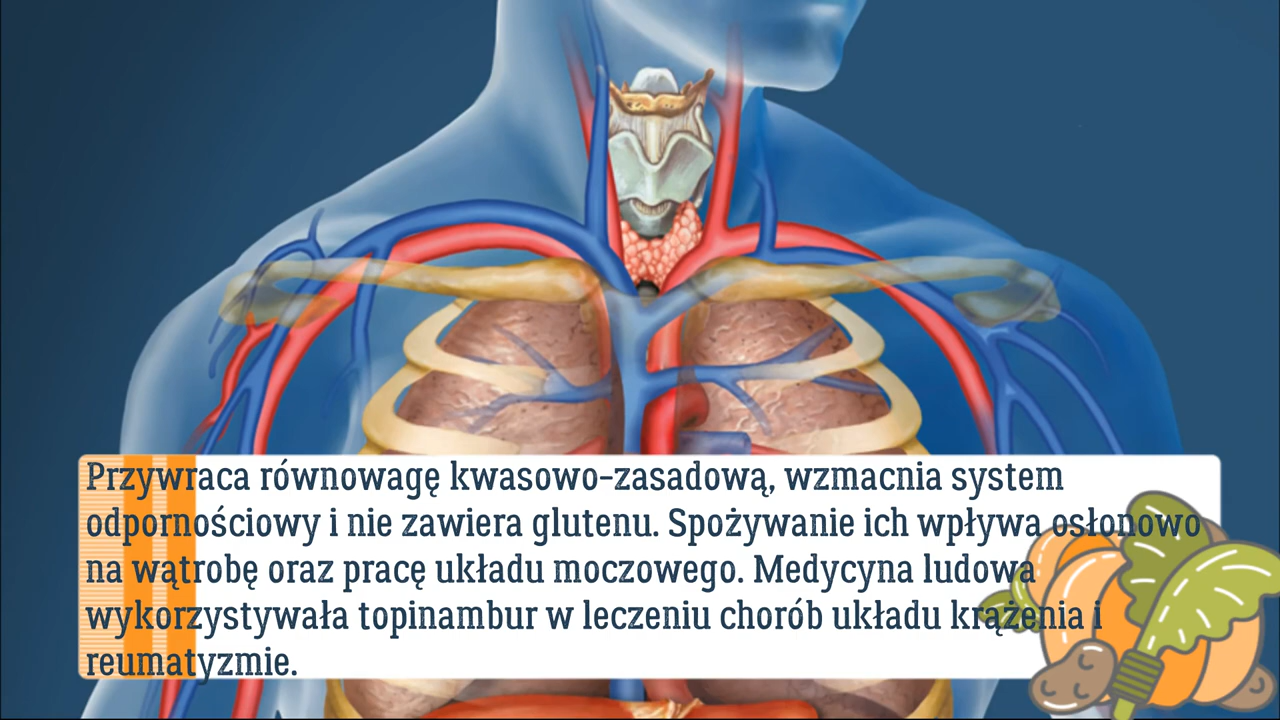 Przywraca równowagę kwasowo-zasadową, wzmacnia system
odpornościowy i nie zawiera glutenu. Spożywanie ich wpływa osłonowo
na wątrobę oraz pracę układu moczowego. Medycyna ludowa
wykorzystywała topinambur w leczeniu chorób układu krążenia i
reumatyzmie.